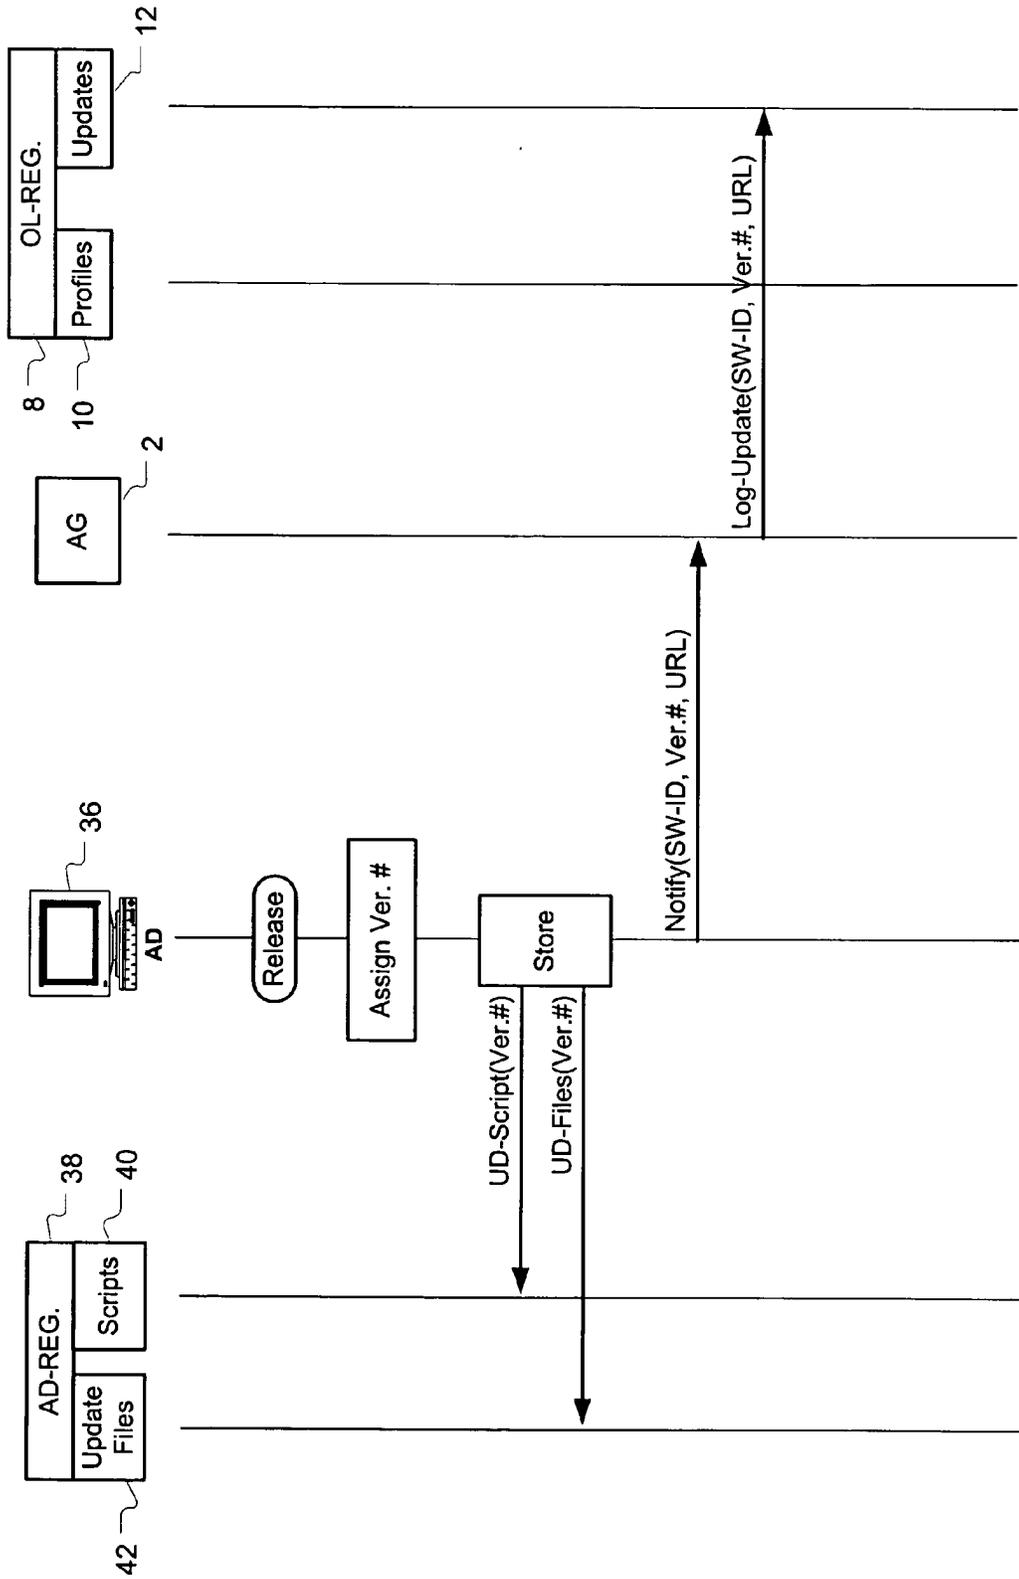 AD-REG.
38
Update
Files
Scripts
42
40
36
AD
AG
2
OL-REG.
8
Profiles
Updates
10
12
Release
Assign Ver. #
Store
UD-Script(Ver.#)
UD-Files(Ver.#)
Notify(SW-ID, Ver.#, URL)
Log-Update(SW-ID, Ver.#, URL)